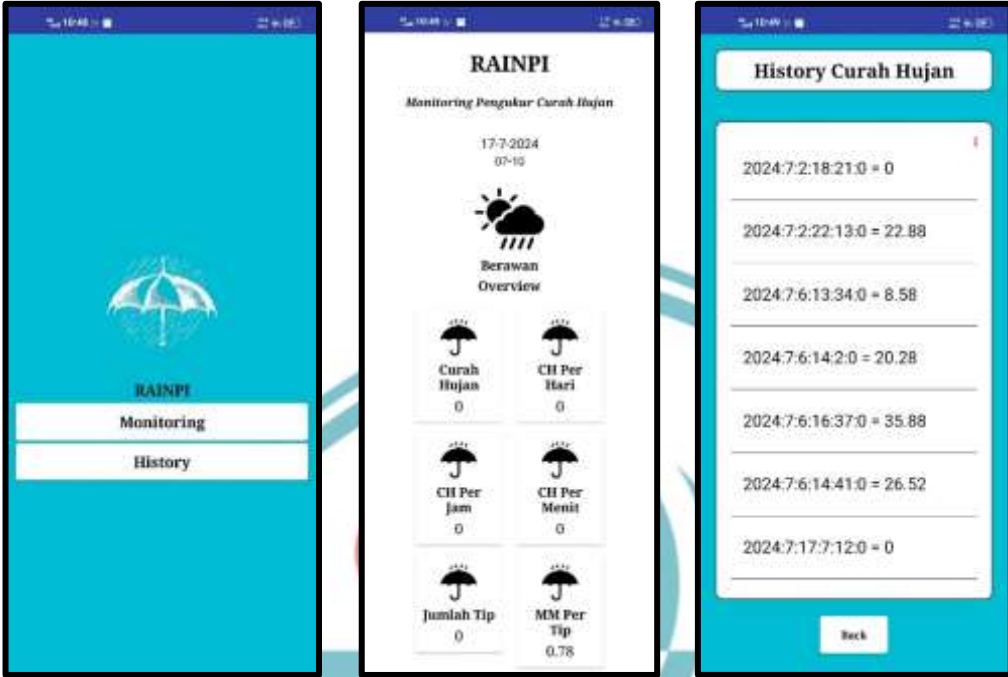 RAINPI
Monitoring
History
RAINPI
Monitoring Pengukur Curah Hujan
17-7-2024
07-10
Berawan
Overview
Curah
Hujan
0
CH Per
Hari
0
CH Per
Jam
0
CH Per
Menit
0
Jumlah Tip
0
MM Per
Tip
0.78
10:49
History Curah Hujan
2024:7:2:18:21:0 = 0
2024:7:2:22:13:0 = 22.88
2024:7:6:13:34:0 = 8.58
2024:7:6:14:2:0 = 20.28
2024:7:6:16:37:0 = 35.88
2024:7:6:14:41:0 = 26.52
2024:7:17:7:12:0 = 0
Back